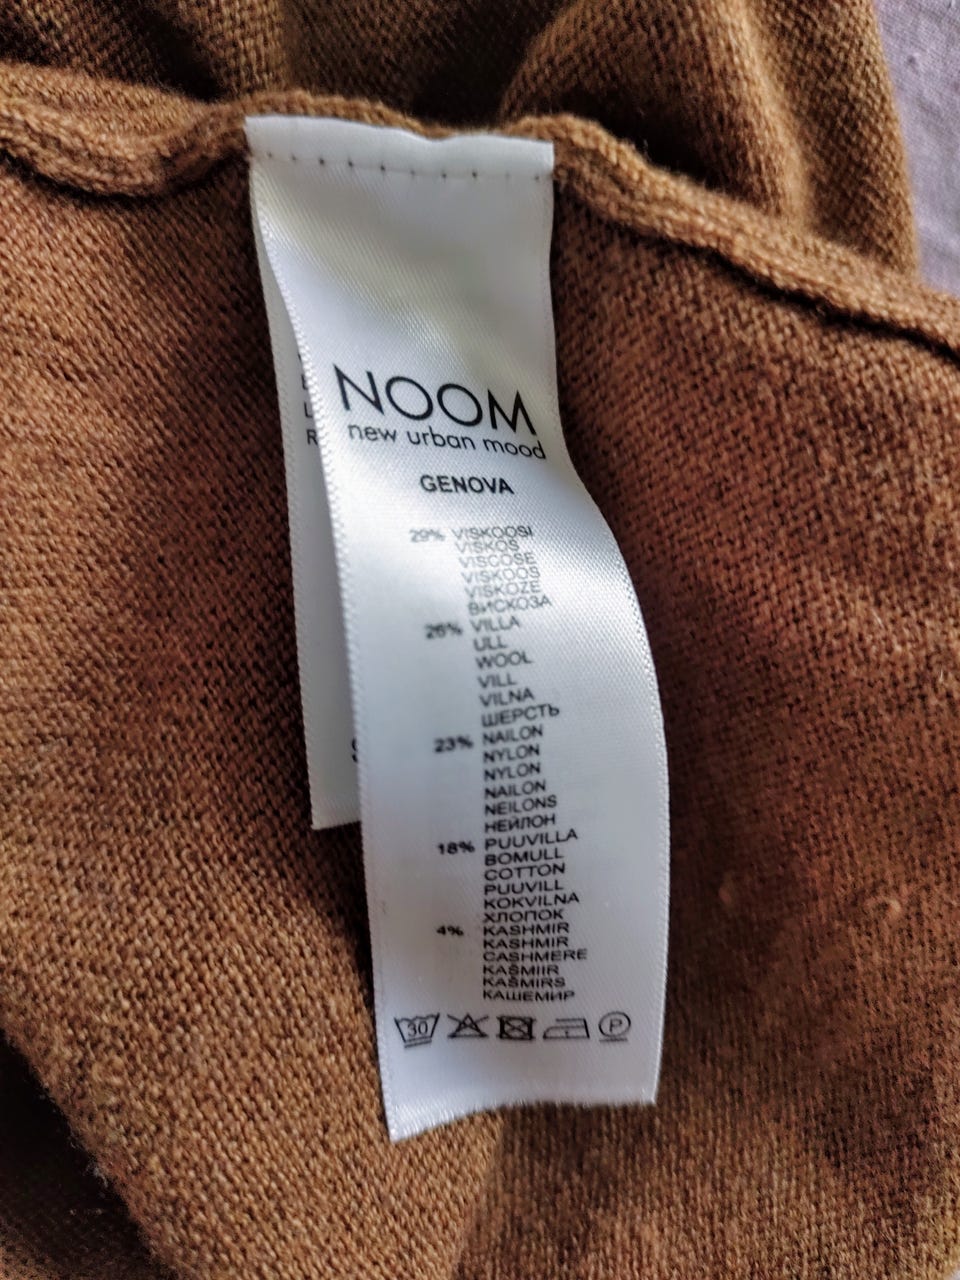 NOOM
new urban mood
GENOVA
29% VISKOOSI
VISKOS
VISCOSE
VISKOOS
VISKOZE
ВИСКОЗА
26% VILLA
ULL
WOOL
VILL
VILNA
ШЕРСТЬ
23% NAILON
NYLON
NYLON
NAILON
NEILONS
НЕЙЛОН
18% PUUVILLA
BOMULL
COTTON
PUUVILL
KOKVILNA
ХЛОПОК
4% KASHMIR
KASHMIR
CASHMERE
KAŠMIIR
KAŠMIRS
КАШЕМИР
30
P